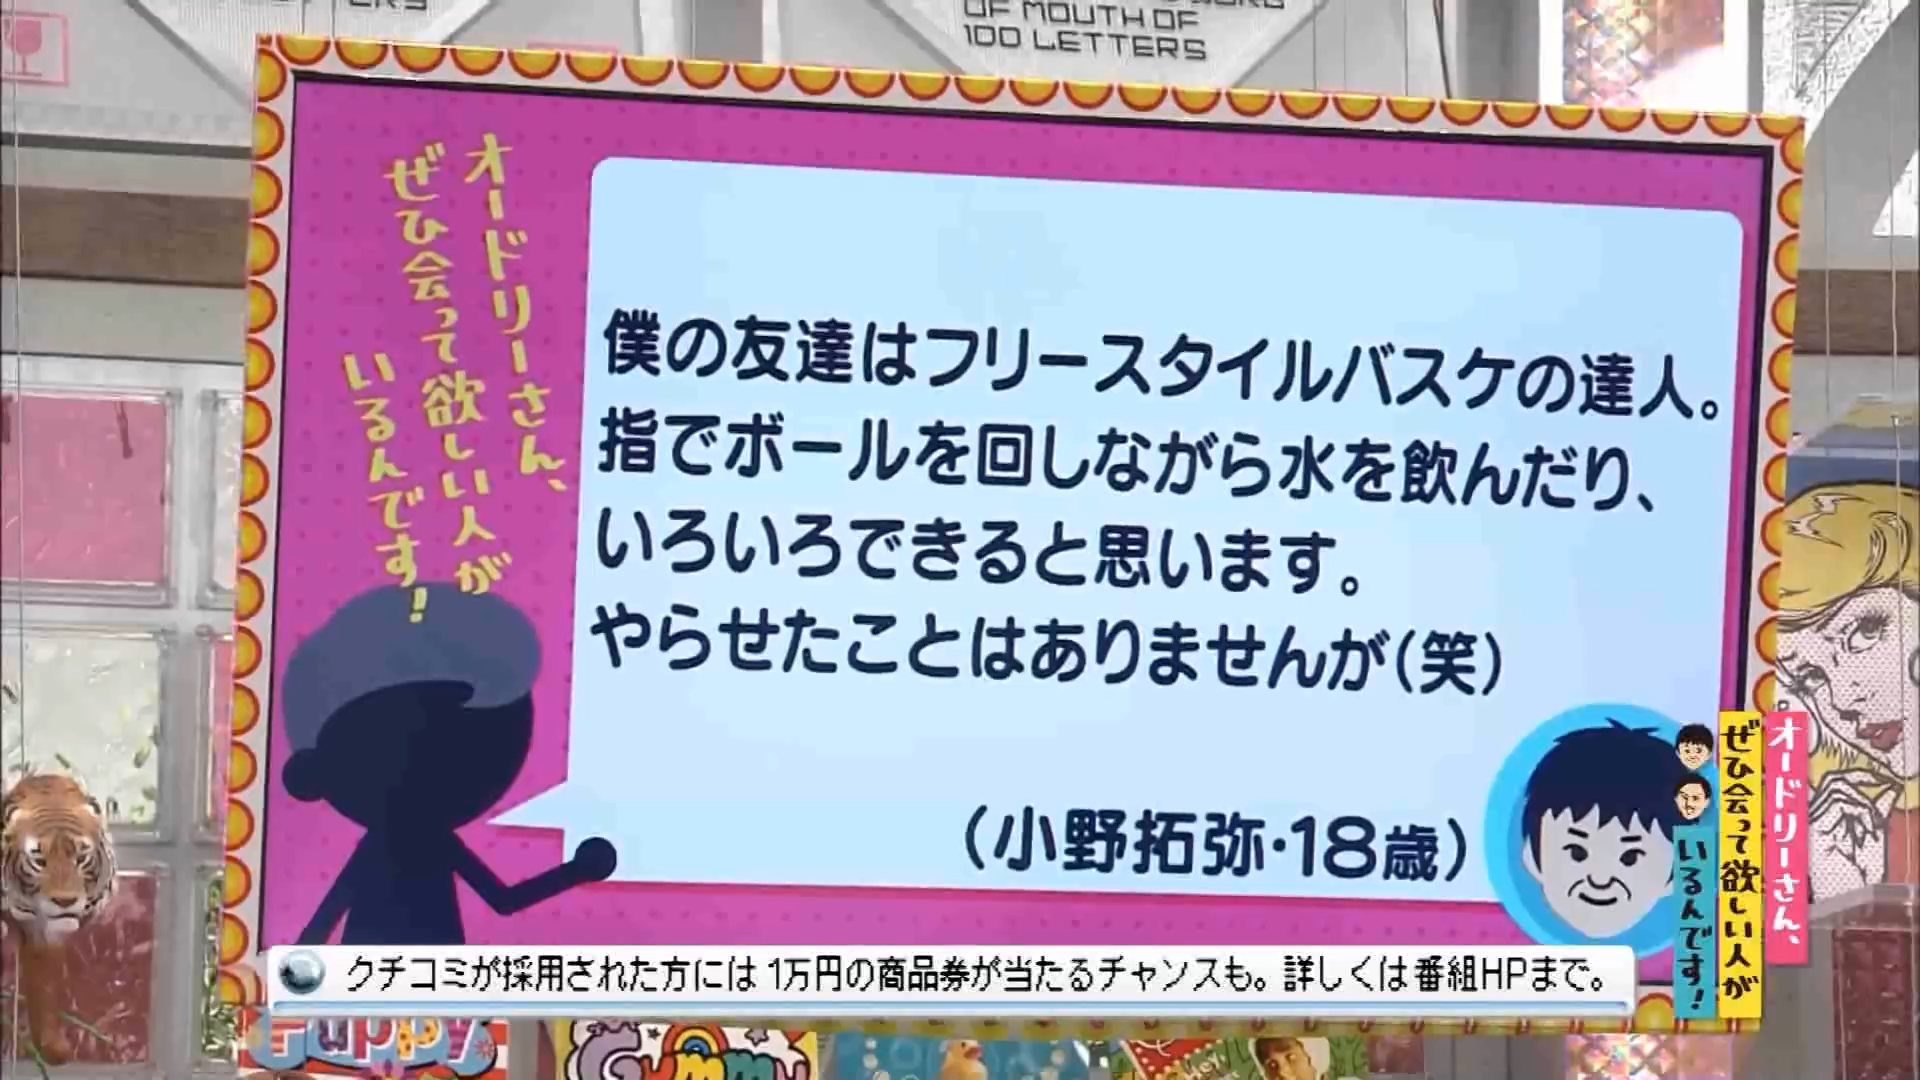 OF MOUTH OF
100 LETTERS
オードリーさん、
ぜひ会って欲しい人が
いるんです!
僕の友達はフリースタイルバスケの達人。
指でボールを回しながら水を飲んだり、
いろいろできると思います。
やらせたことはありませんが(笑)
(小野拓弥・18歳)
オードリーさん、
ぜひ会って欲しい人が
いるんです!
クチコミが採用された方には 1万円の商品券が当たるチャンスも。詳しくは番組HPまで。
Puppy
Gummy